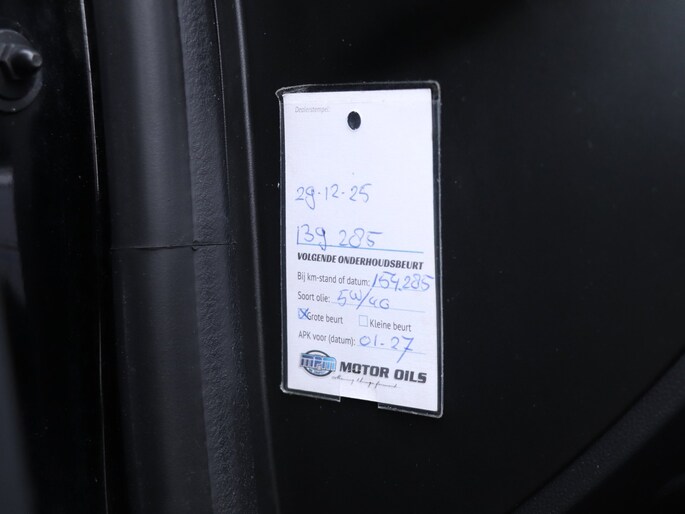 Dealerstempel:
29-12-25
139 285
VOLGENDE ONDERHOUDSBEURT
Bij km-stand of datum: 154.285
Soort olie: 5W/40
Grote beurt Kleine beurt
APK voor (datum): 01-27
MOTOR OILS